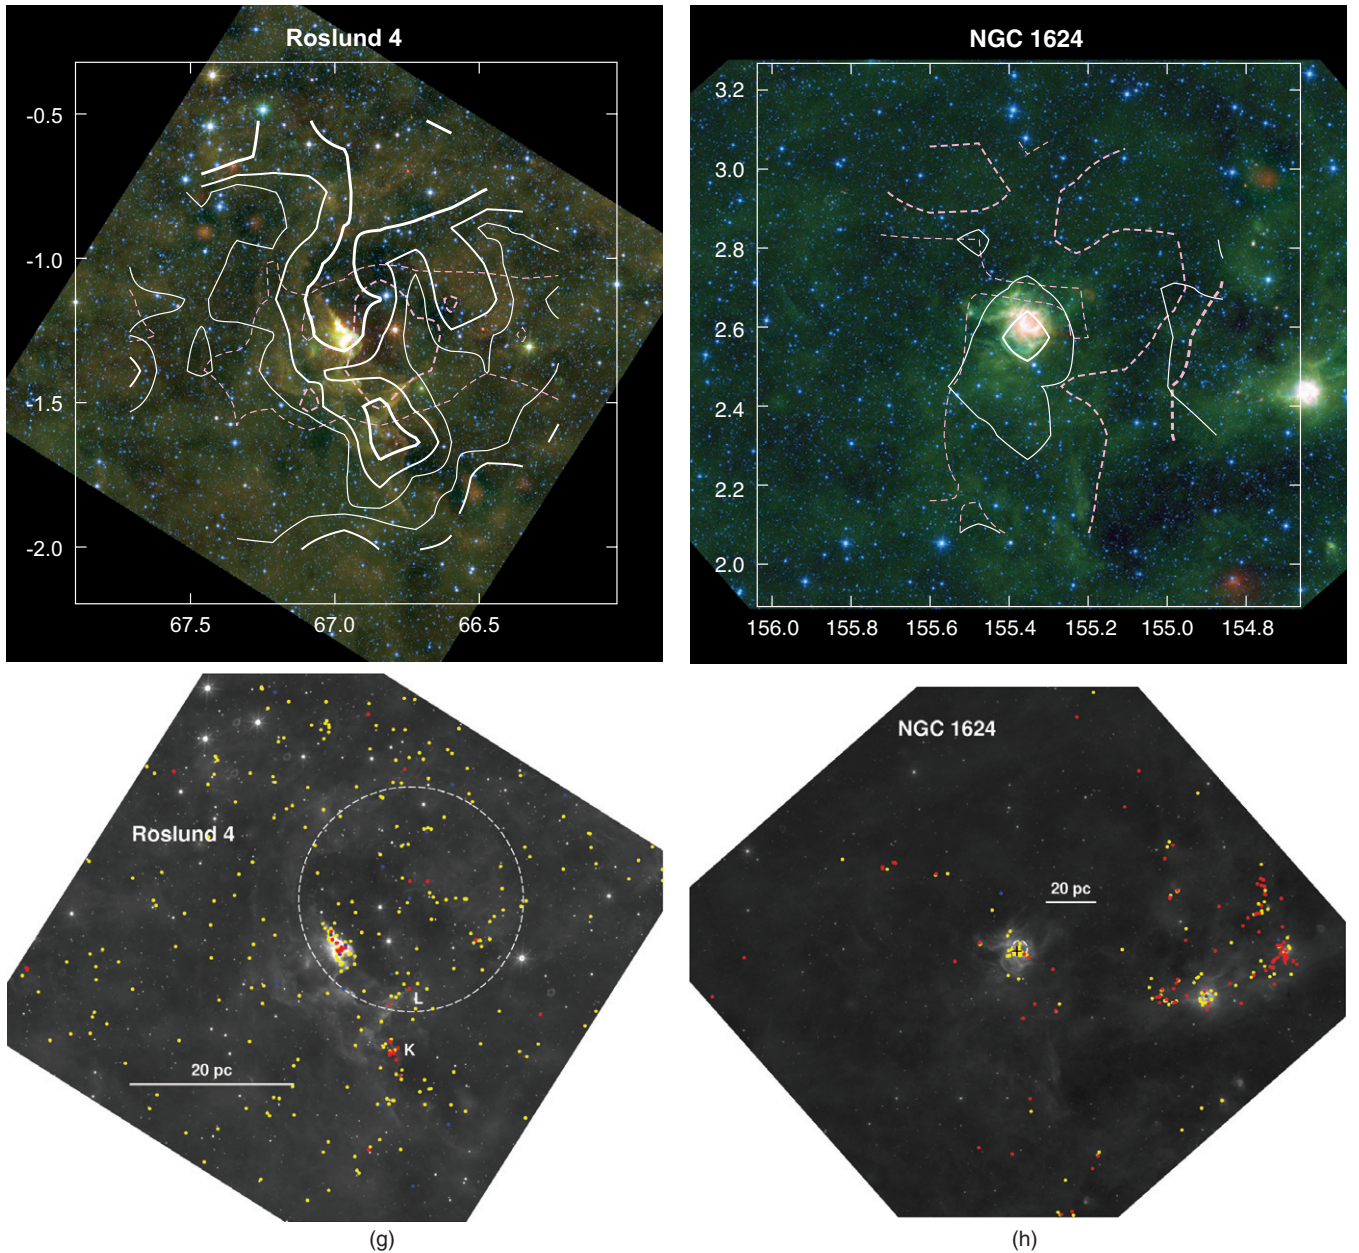 Roslund 4
-0.5
-1.0
-1.5
-2.0
67.5 67.0 66.5
NGC 1624
3.2
3.0
2.8
2.6
2.4
2.2
2.0
156.0 155.8 155.6 155.4 155.2 155.0 154.8
Roslund 4
L
K
20 pc
(g)
NGC 1624
20 pc
(h)